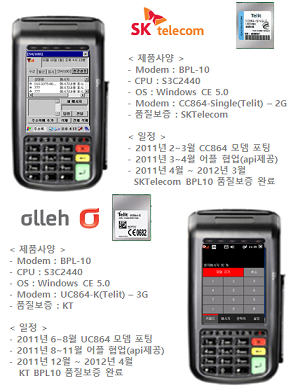 SK telecom
Telit
< 제품사양 >
- Modem : BPL-10
- CPU : S3C2440
- OS : Windows CE 5.0
- Modem : CC864-Single(Telit) – 2G
- 품질보증 : SKTelecom
< 일정 >
- 2011년 2~3월 CC864 모뎀 포팅
- 2011년 3~4월 어플 협업(api제공)
- 2011년 4월 ~ 2012년 3월
SKTelecom BPL10 품질보증 완료
olleh
Telit
0682
< 제품사양 >
- Modem : BPL-10
- CPU : S3C2440
- OS : Windows CE 5.0
- Modem : UC864-K(Telit) – 3G
- 품질보증 : KT
< 일정 >
- 2011년 6~8월 UC864 모뎀 포팅
- 2011년 8~11월 어플 협업(api제공)
- 2011년 12월 ~ 2012년 4월
KT BPL10 품질보증 완료